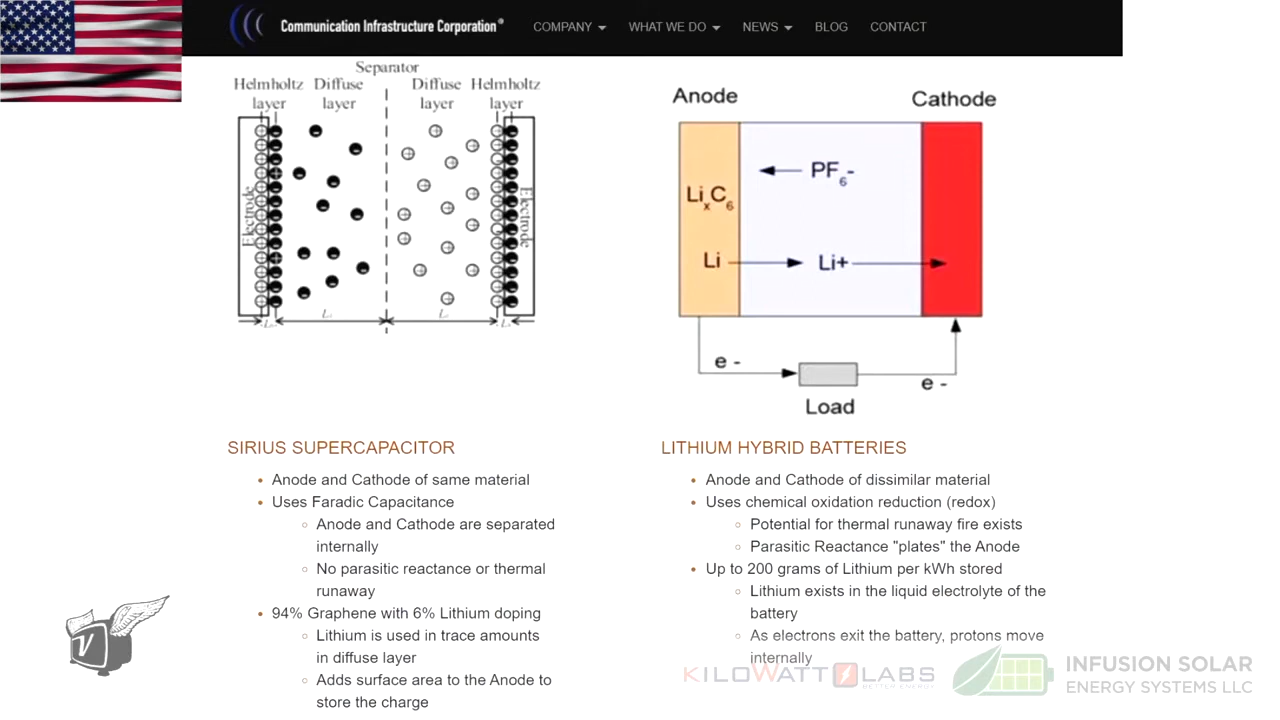 Communication Infrastructure Corporation®
COMPANY
WHAT WE DO
NEWS
BLOG
CONTACT
Separator
Helmholtz layer
Diffuse layer
Diffuse layer
Helmholtz layer
Electrode
Electrode
Anode
Cathode
PF6-
LixC6
Li
Li+
e -
e -
Load
SIRIUS SUPERCAPACITOR
Anode and Cathode of same material
Uses Faradic Capacitance
Anode and Cathode are separated
internally
No parasitic reactance or thermal
runaway
94% Graphene with 6% Lithium doping
Lithium is used in trace amounts
in diffuse layer
Adds surface area to the Anode to
store the charge
LITHIUM HYBRID BATTERIES
Anode and Cathode of dissimilar material
Uses chemical oxidation reduction (redox)
Potential for thermal runaway fire exists
Parasitic Reactance "plates" the Anode
Up to 200 grams of Lithium per kWh stored
Lithium exists in the liquid electrolyte of the
battery
As electrons exit the battery, protons move
internally
V
KILOWATT LABS
BETTER ENERGY
INFUSION SOLAR
ENERGY SYSTEMS LLC